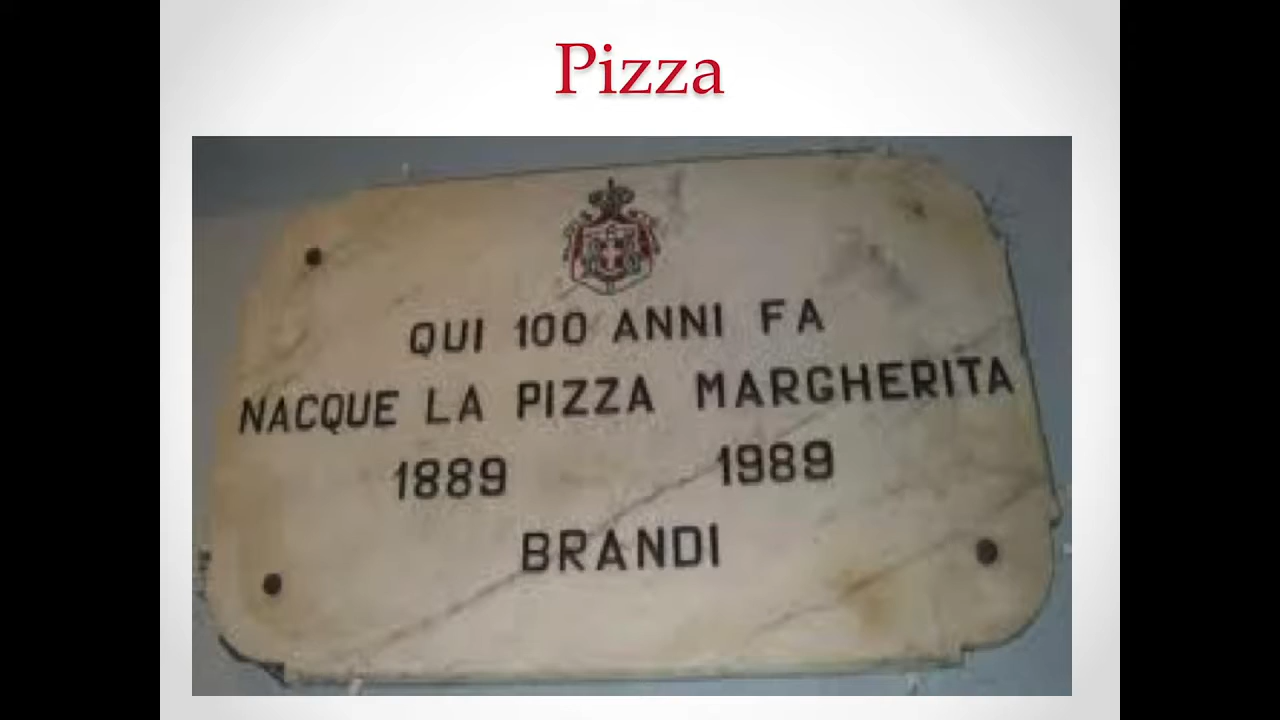 Pizza
QUI 100 ANNI FA
NACQUE LA PIZZA MARGHERITA
1889 1989
BRANDI